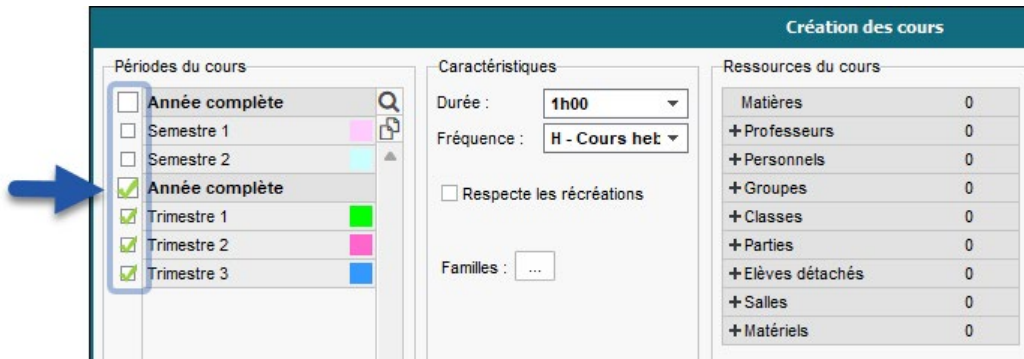 Création des cours
Périodes du cours
Année complète
Semestre 1
Semestre 2
Année complète
Trimestre 1
Trimestre 2
Trimestre 3
Caractéristiques
Durée : 1h00
Fréquence : H - Cours het
Respecte les récréations
Familles : ...
Ressources du cours
Matières 0
+Professeurs 0
+Personnels 0
+Groupes 0
+Classes 0
+Parties 0
+Elèves détachés 0
+Salles 0
+Matériels 0